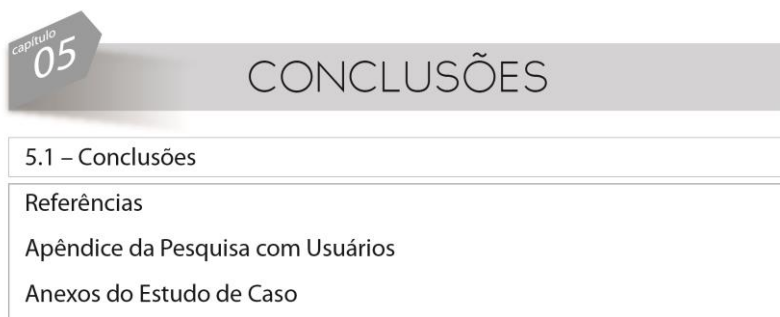 capítulo
05
CONCLUSÕES
5.1 – Conclusões
Referências
Apêndice da Pesquisa com Usuários
Anexos do Estudo de Caso